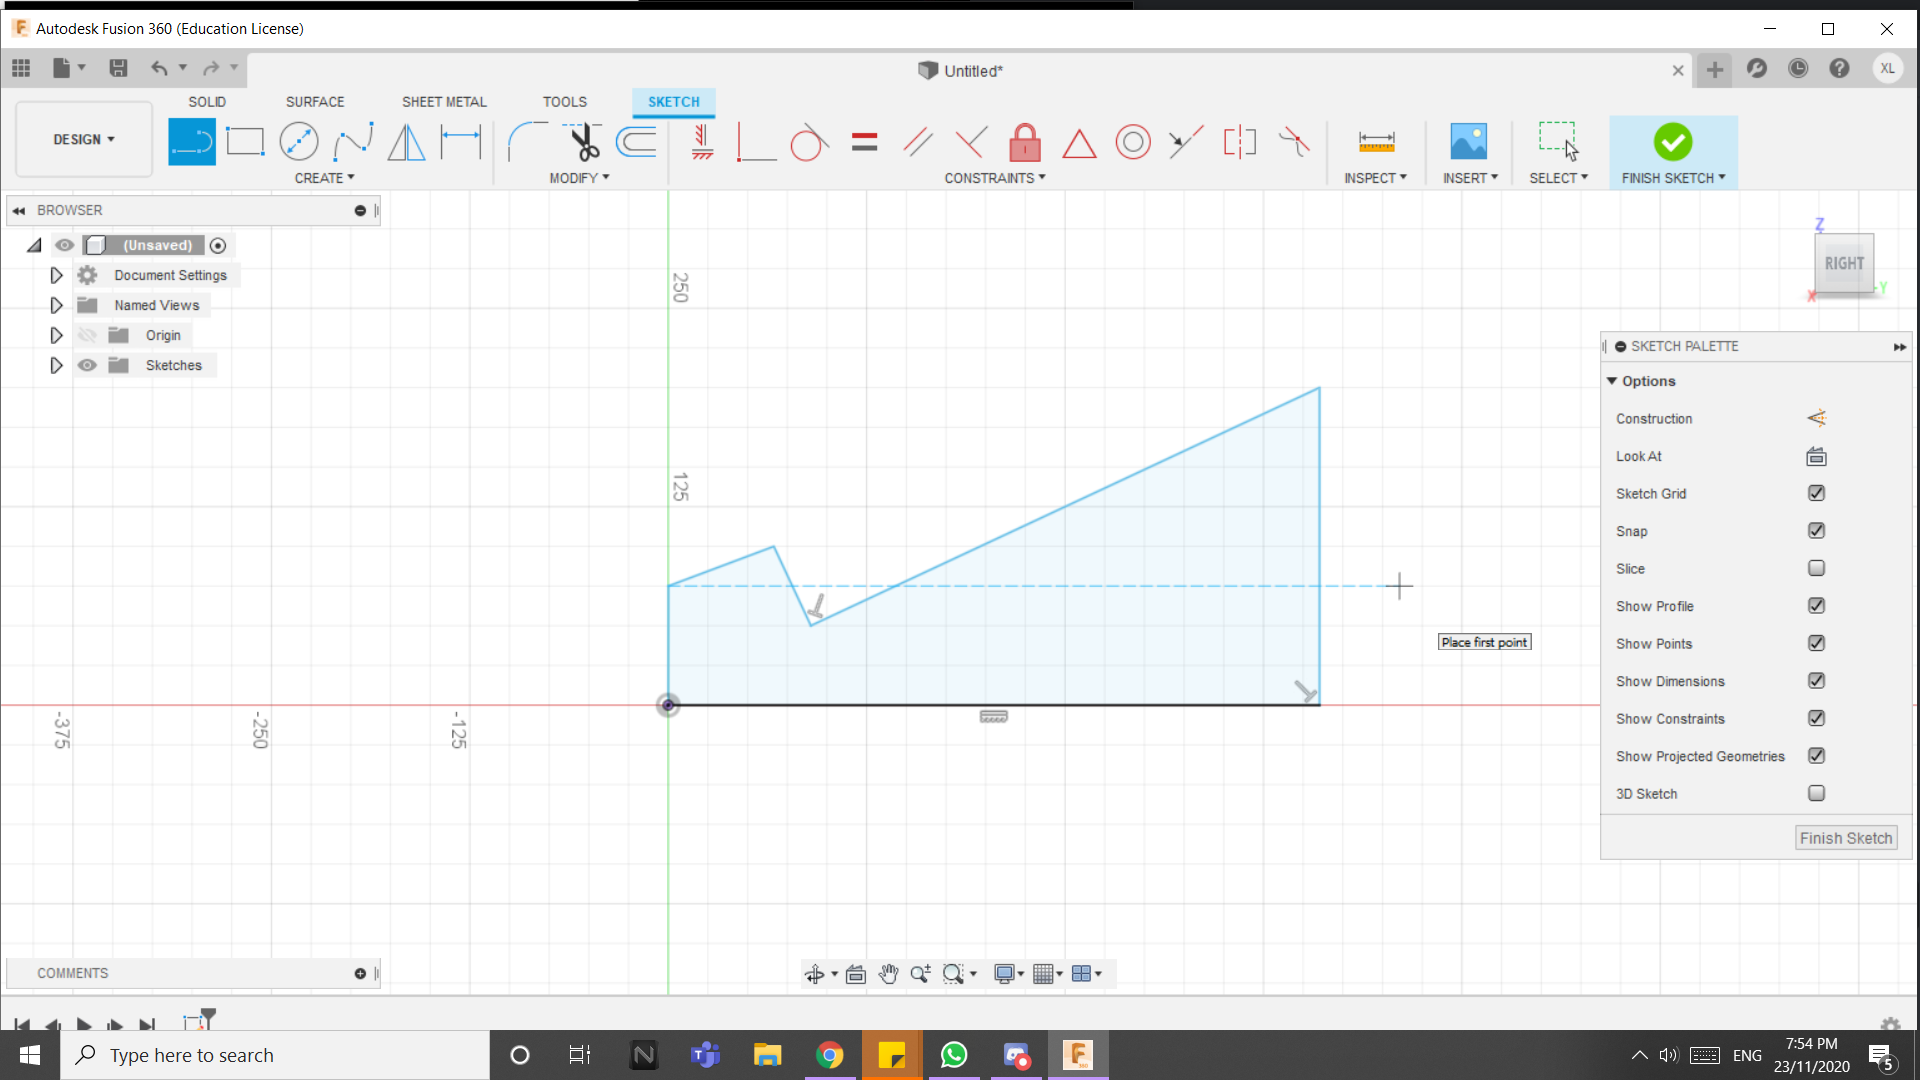 Autodesk Fusion 360 (Education License)
Untitled*
XL
SOLID
SURFACE
SHEET METAL
TOOLS
SKETCH
DESIGN
CREATE
MODIFY
CONSTRAINTS
INSPECT
INSERT
SELECT
FINISH SKETCH
BROWSER
(Unsaved)
Document Settings
Named Views
Origin
Sketches
250
125
-375
-250
-125
Z
RIGHT
X
-Y
SKETCH PALETTE
Options
Construction
Look At
Sketch Grid
Snap
Slice
Show Profile
Show Points
Show Dimensions
Show Constraints
Show Projected Geometries
3D Sketch
Finish Sketch
Place first point
COMMENTS
Type here to search
ENG
7:54 PM
23/11/2020
5